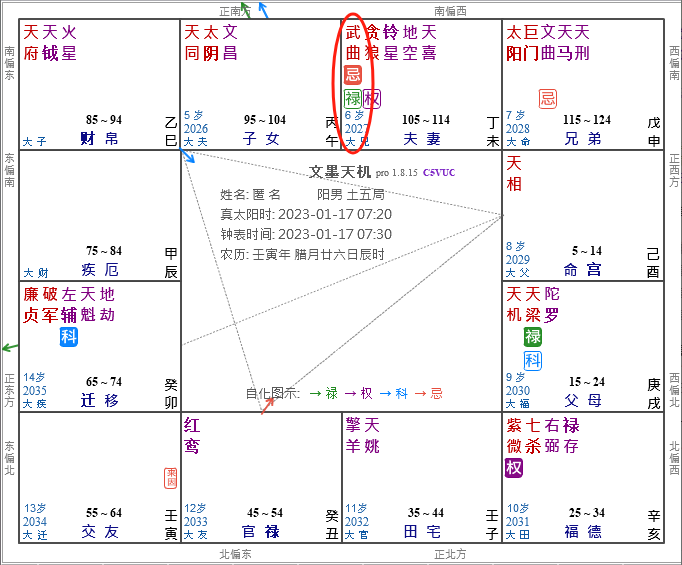 正南方
南偏西
南偏东
天 天 火
府 钺 星
85～94
乙
大 子
财 帛
巳
天 太 文
同 阴 昌
5 岁
2026
95～104
丙
大 夫
子 女
午
武 贪 铃 地 天
曲 狼 星 空 喜
忌
禄 权
6 岁
2027
105～114
丁
大 兄
夫 妻
未
太 巨 文 天 天
阳 门 曲 马 刑
忌
7 岁
2028
115～124
戊
大 命
兄 弟
申
西偏南
东偏南
75～84
甲
大 财
疾 厄
辰
文墨天机 pro 1.8.15 C5VUC
姓名: 匿 名 阳男 土五局
真太阳时: 2023-01-17 07:20
钟表时间: 2023-01-17 07:30
农历: 壬寅年 腊月廿六日辰时
天
相
8 岁
2029
5～14
己
大 父
命 宫
酉
正西方
正东方
廉 破 左 天 地
贞 军 辅 魁 劫
科
14岁
2035
65～74
癸
大 疾
迁 移
卯
自化图示: →禄 →权 →科 →忌
天 天 陀
机 梁 罗
禄
科
9 岁
2030
15～24
庚
大 福
父 母
戌
西偏北
东偏北
来因
13岁
2034
55～64
壬
大 迁
交 友
寅
红
鸾
12岁
2033
45～54
癸
大 友
官 禄
丑
擎 天
羊 姚
11岁
2032
35～44
壬
大 官
田 宅
子
紫 七 右 禄
微 杀 弼 存
权
10岁
2031
25～34
辛
大 田
福 德
亥
北偏西
北偏东
正北方